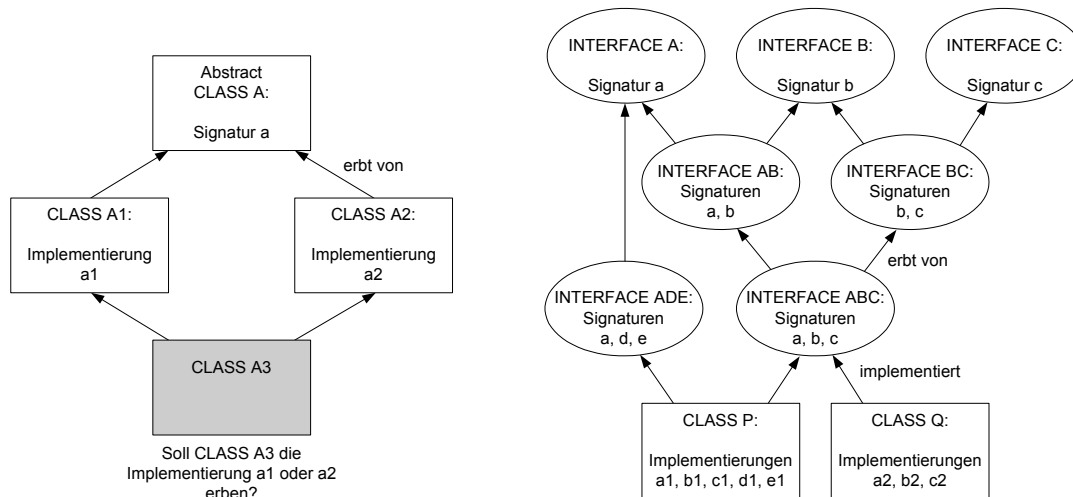 Abstract
CLASS A:
Signatur a
erbt von
CLASS A1:
Implementierung
a1
CLASS A2:
Implementierung
a2
CLASS A3
Soll CLASS A3 die
Implementierung a1 oder a2
erben?
INTERFACE A:
Signatur a
INTERFACE B:
Signatur b
INTERFACE C:
Signatur c
INTERFACE AB:
Signaturen
a, b
INTERFACE BC:
Signaturen
b, c
erbt von
INTERFACE ADE:
Signaturen
a, d, e
INTERFACE ABC:
Signaturen
a, b, c
implementiert
CLASS P:
Implementierungen
a1, b1, c1, d1, e1
CLASS Q:
Implementierungen
a2, b2, c2